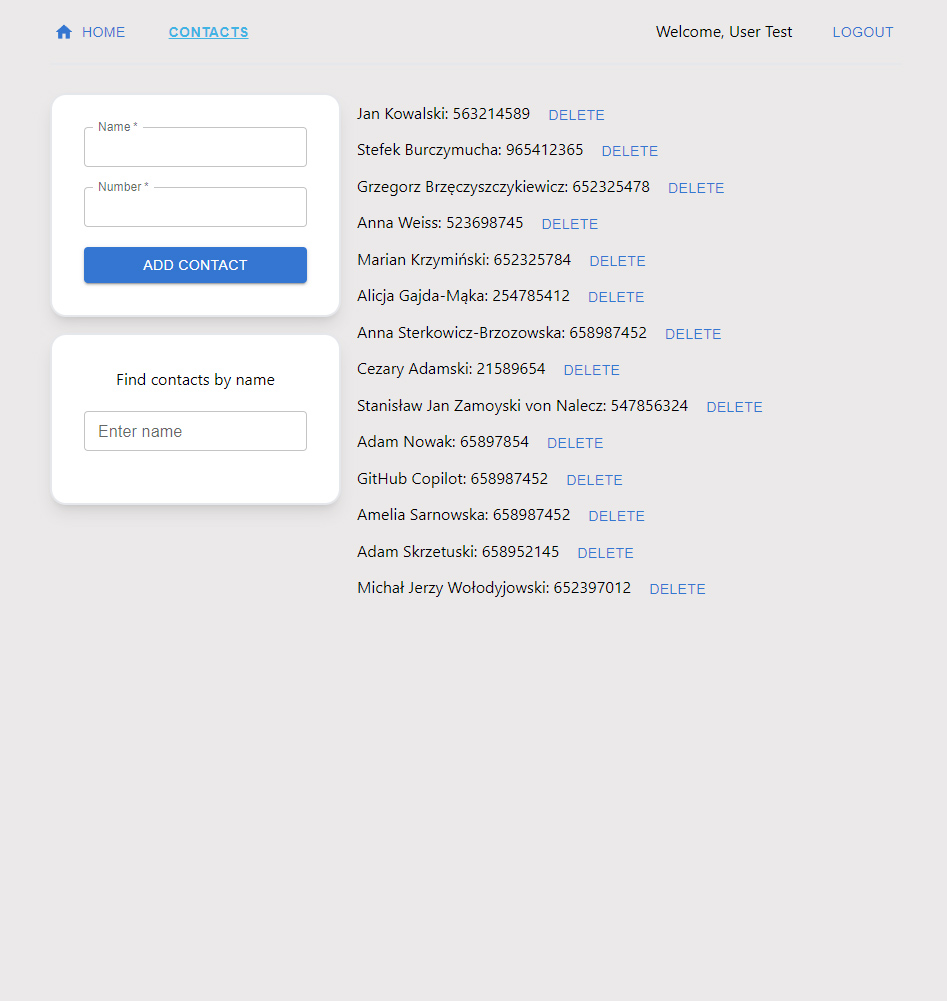 HOME CONTACTS Welcome, User Test LOGOUT
Name *
Number *
ADD CONTACT
Find contacts by name
Enter name
Jan Kowalski: 563214589 DELETE
Stefek Burczymucha: 965412365 DELETE
Grzegorz Brzęczyszczykiewicz: 652325478 DELETE
Anna Weiss: 523698745 DELETE
Marian Krzymiński: 652325784 DELETE
Alicja Gajda-Mąka: 254785412 DELETE
Anna Sterkowicz-Brzozowska: 658987452 DELETE
Cezary Adamski: 21589654 DELETE
Stanisław Jan Zamoyski von Nalecz: 547856324 DELETE
Adam Nowak: 65897854 DELETE
GitHub Copilot: 658987452 DELETE
Amelia Sarnowska: 658987452 DELETE
Adam Skrzetuski: 658952145 DELETE
Michał Jerzy Wołodyjowski: 652397012 DELETE